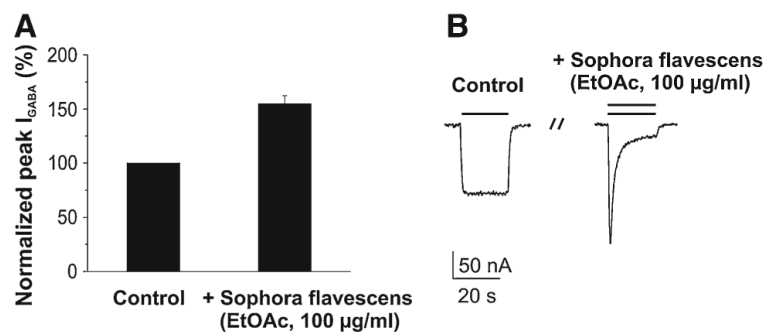 A
Normalized peak I_GABA (%)
200
150
100
50
0
Control
+ Sophora flavescens
(EtOAc, 100 µg/ml)
B
Control
+ Sophora flavescens
(EtOAc, 100 µg/ml)
//
50 nA
20 s